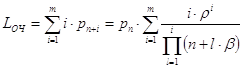 L_{ОЧ} = \sum_{i=1}^{m} i \cdot p_{n+i} = p_n \cdot \sum_{i=1}^{m} \frac{i \cdot \rho^i}{\prod_{l=1}^{i} (n + l \cdot \beta)}